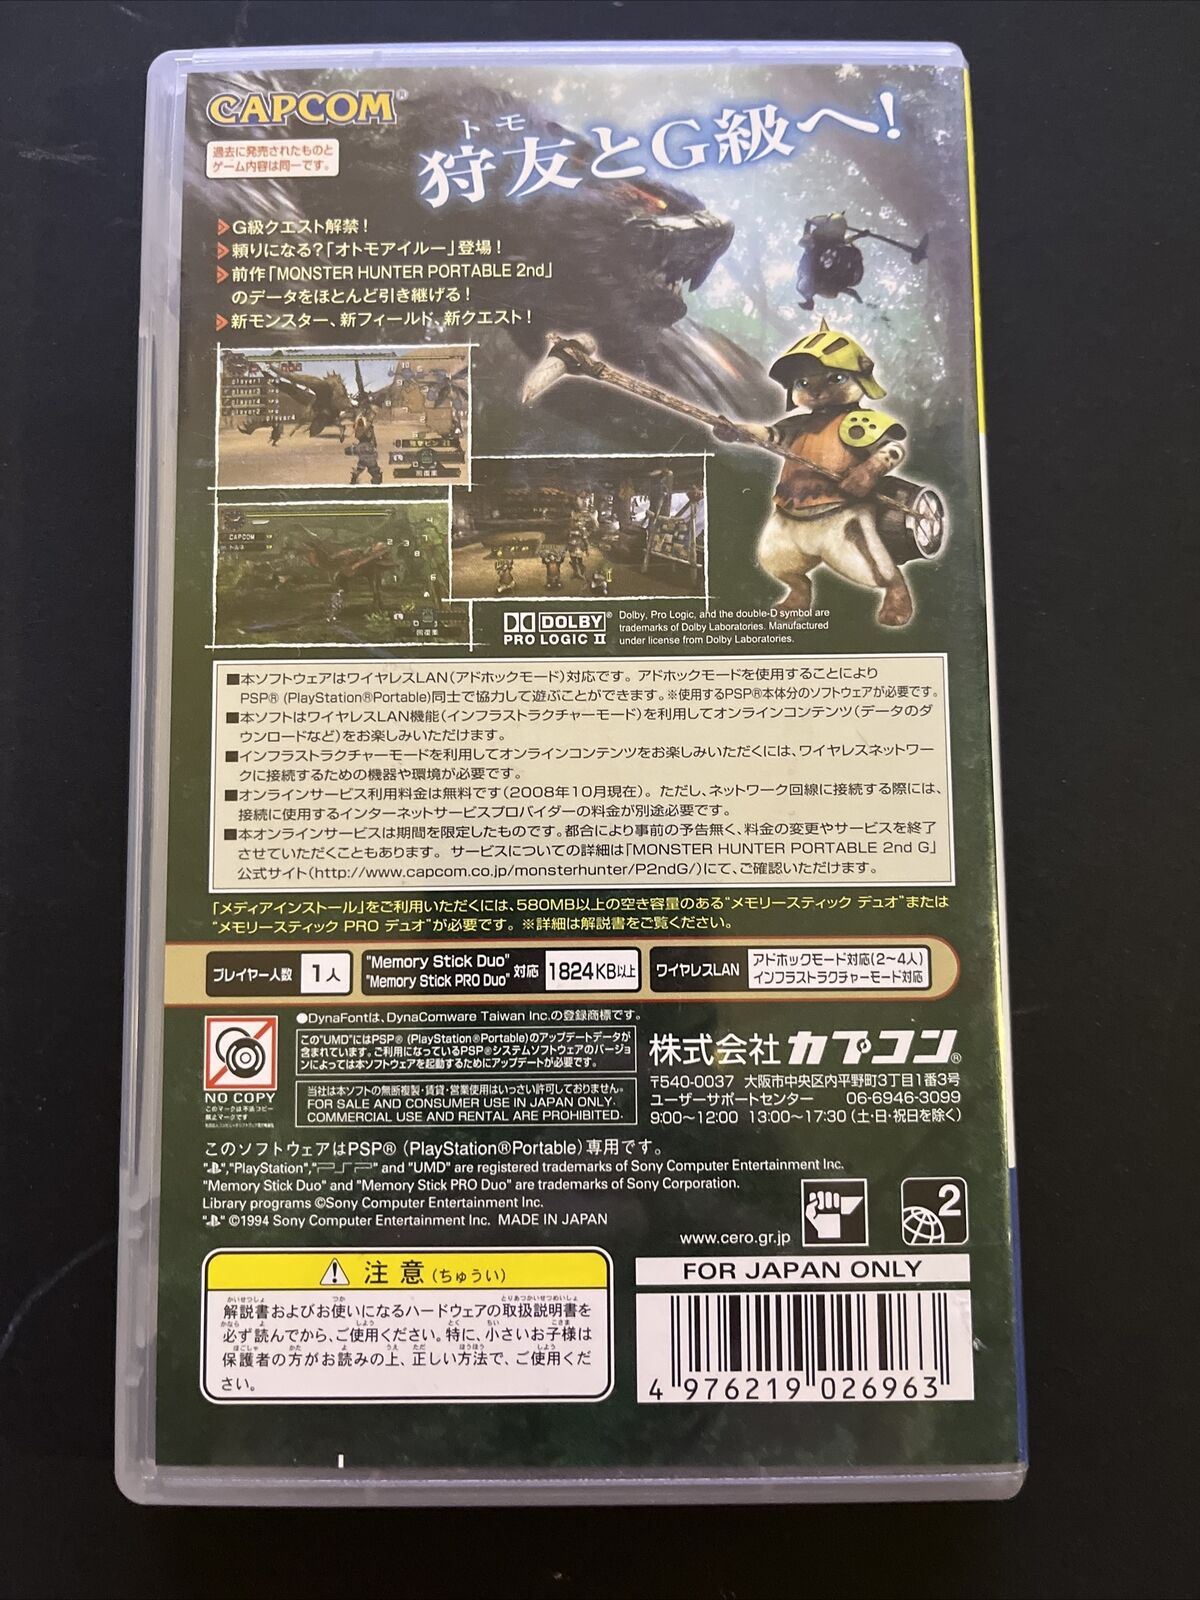 CAPCOM®
過去に発売されたものと
ゲーム内容は同一です。
トモ
狩友とG級へ!
G級クエスト解禁!
頼りになる?「オトモアイルー」登場!
前作「MONSTER HUNTER PORTABLE 2nd」
のデータをほとんど引き継げる!
新モンスター、新フィールド、新クエスト!
CAPCOM
回復薬
回復薬
DOLBY®
PRO LOGIC II
Dolby, Pro Logic, and the double-D symbol are
trademarks of Dolby Laboratories. Manufactured
under license from Dolby Laboratories.
■本ソフトウェアはワイヤレスLAN(アドホックモード)対応です。アドホックモードを使用することにより
PSP®(PlayStation®Portable)同士で協力して遊ぶことができます。※使用するPSP®本体分のソフトウェアが必要です。
■本ソフトはワイヤレスLAN機能(インフラストラクチャーモード)を利用してオンラインコンテンツ(データのダ
ウンロードなど)をお楽しみいただけます。
■インフラストラクチャーモードを利用してオンラインコンテンツをお楽しみいただくには、ワイヤレスネットワー
クに接続するための機器や環境が必要です。
■オンラインサービス利用料金は無料です(2008年10月現在)。ただし、ネットワーク回線に接続する際には、
接続に使用するインターネットサービスプロバイダーの料金が別途必要です。
■本オンラインサービスは期間を限定したものです。都合により事前の予告無く、料金の変更やサービスを終了
させていただくこともあります。サービスについての詳細は「MONSTER HUNTER PORTABLE 2nd G」
公式サイト(http://www.capcom.co.jp/monsterhunter/P2ndG/)にて、ご確認いただけます。
「メディアインストール」をご利用いただくには、580MB以上の空き容量のある“メモリースティック デュオ”または
“メモリースティック PRO デュオ”が必要です。※詳細は解説書をご覧ください。
プレイヤー人数 1人
"Memory Stick Duo"
"Memory Stick PRO Duo" 対応 1824KB以上
ワイヤレスLAN
アドホックモード対応(2~4人)
インフラストラクチャーモード対応
NO COPY
このマークは不法コピー
禁止マークです
●DynaFontは、DynaComware Taiwan Inc.の登録商標です。
この"UMD"にはPSP®(PlayStation®Portable)のアップデートデータが
含まれています。ご利用になっているPSP®システムソフトウェアのバージョ
ンによっては本ソフトウェアを起動するためにアップデートが必要です。
当社は本ソフトの無断複製・賃貸・営業使用はいっさい許可しておりません。
FOR SALE AND CONSUMER USE IN JAPAN ONLY.
COMMERCIAL USE AND RENTAL ARE PROHIBITED.
株式会社カプコン®
〒540-0037 大阪市中央区内平野町3丁目1番3号
ユーザーサポートセンター 06-6946-3099
9:00~12:00 13:00~17:30(土・日・祝日を除く)
このソフトウェアはPSP®(PlayStation®Portable)専用です。
" ","PlayStation","PSP" and "UMD" are registered trademarks of Sony Computer Entertainment Inc.
"Memory Stick Duo" and "Memory Stick PRO Duo" are trademarks of Sony Corporation.
Library programs ©Sony Computer Entertainment Inc.
" " ©1994 Sony Computer Entertainment Inc. MADE IN JAPAN
www.cero.gr.jp
2
注意(ちゅうい)
解説書およびお使いになるハードウェアの取扱説明書を
必ず読んでから、ご使用ください。特に、小さいお子様は
保護者の方がお読みの上、正しい方法で、ご使用くだ
さい。
FOR JAPAN ONLY
4 976219 026963